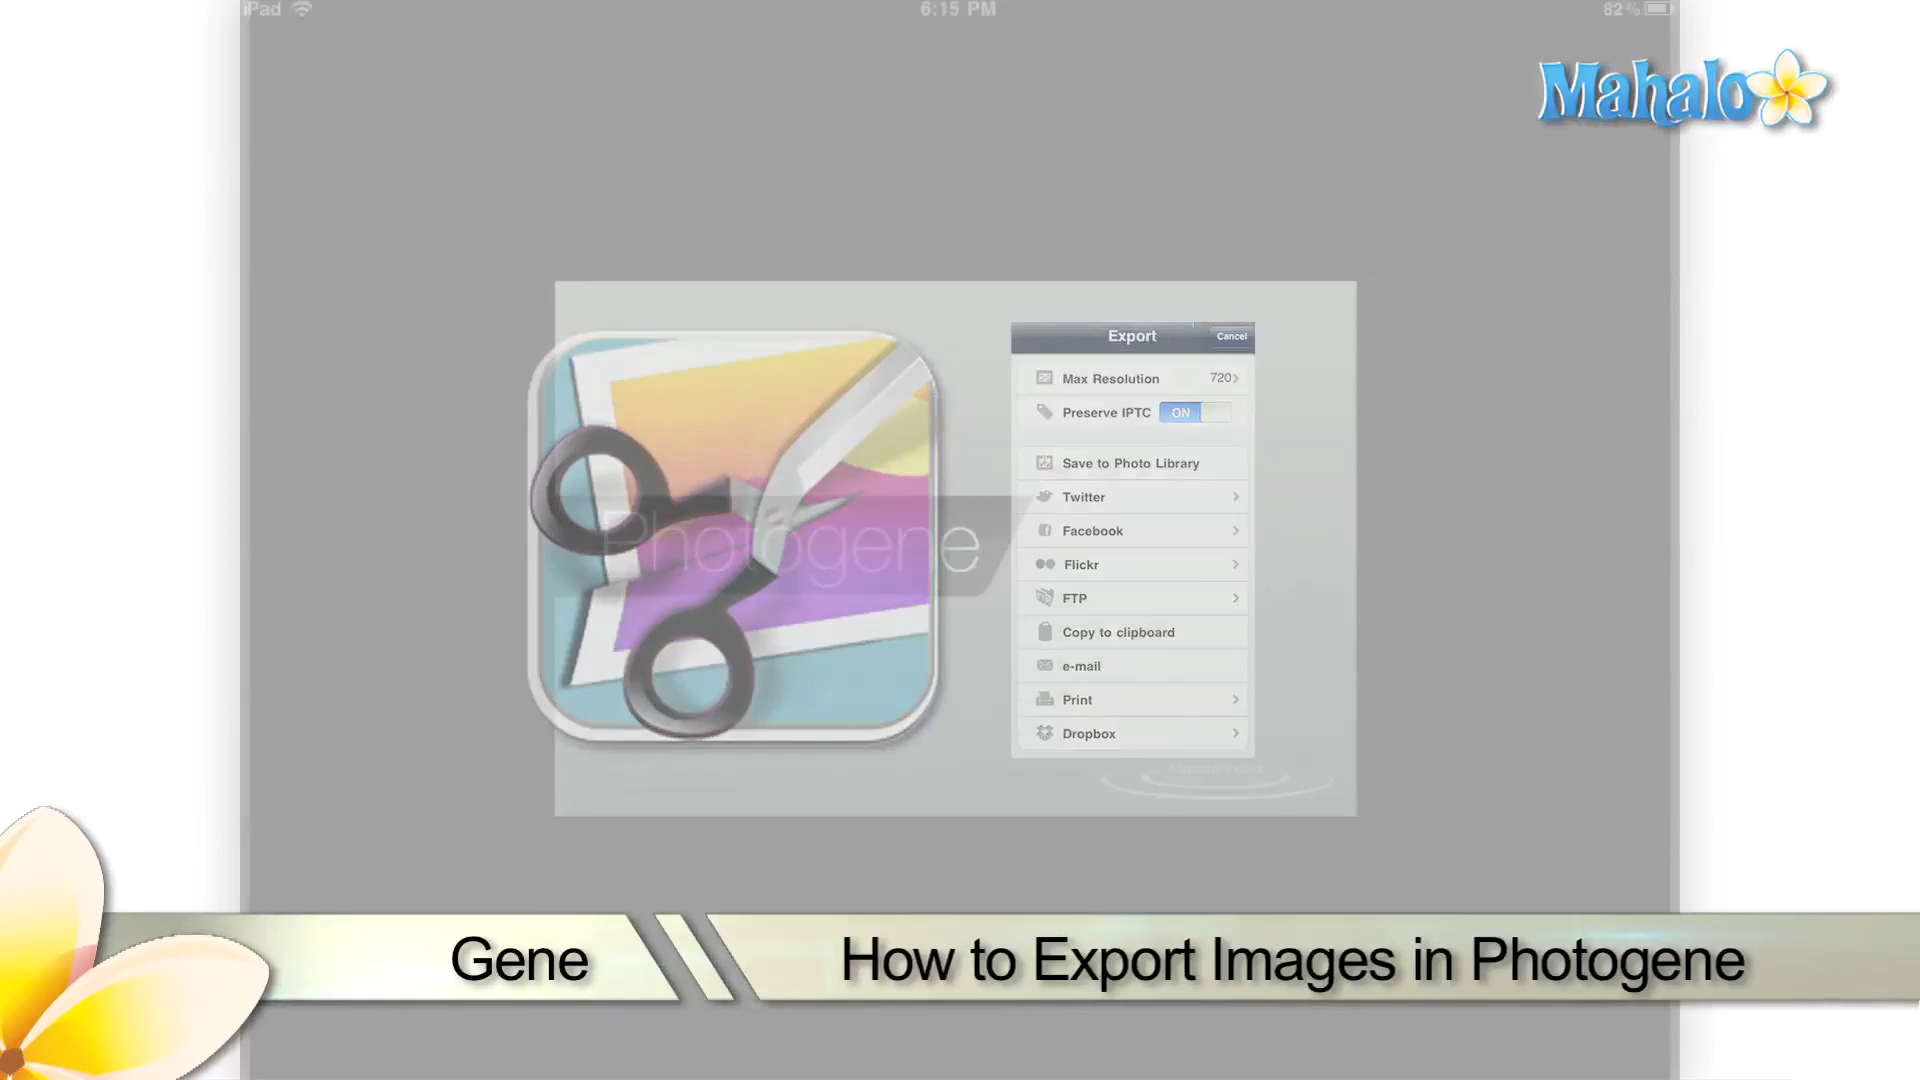 iPad
6:15 PM
82%
Mahalo
Export
Cancel
Max Resolution
720
Preserve IPTC
ON
Save to Photo Library
Twitter
Photogene
Facebook
Flickr
FTP
Copy to clipboard
e-mail
Print
Dropbox
Gene
How to Export Images in Photogene